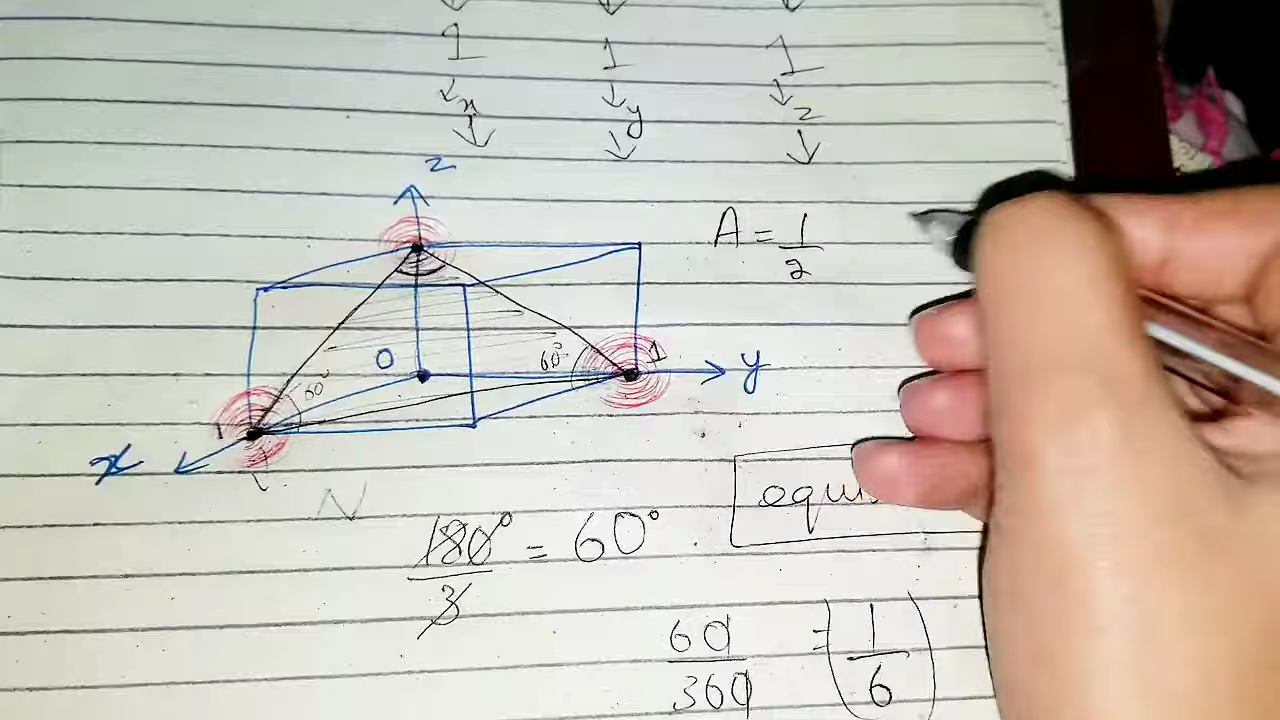 1 1 1
x y z
z
A = 1/2
O 60° 1 y
60°
1
x
180°/3 = 60°
60/360 = (1/6)